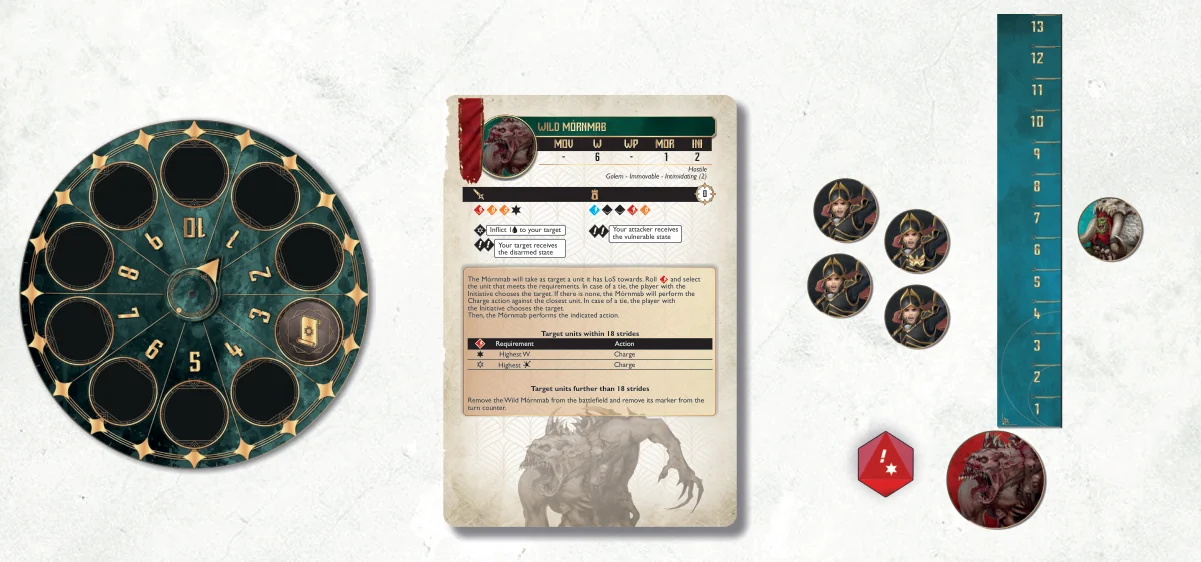 10
1
2
3
4
5
6
7
8
9
WILD MÖRNMAB
MOV W WP MOR INI
- 6 - 1 2
Hostile
Golem - Immovable - Intimidating (2)
0
Inflict 1 to your target
Your target receives
the disarmed state
Your attacker receives
the vulnerable state
The Mörnmab will take as target a unit it has LoS towards. Roll and select
the unit that meets the requirements. In case of a tie, the player with the
Initiative chooses the target. If there is none, the Mörnmab will perform the
Charge action against the closest unit. In case of a tie, the player with
the Initiative chooses the target.
Then, the Mörnmab performs the indicated action.
Target units within 18 strides
Requirement Action
Highest W Charge
Highest Charge
Target units further than 18 strides
Remove the Wild Mörnmab from the battlefield and remove its marker from the
turn counter.
13
12
11
10
9
8
7
6
5
4
3
2
1
!